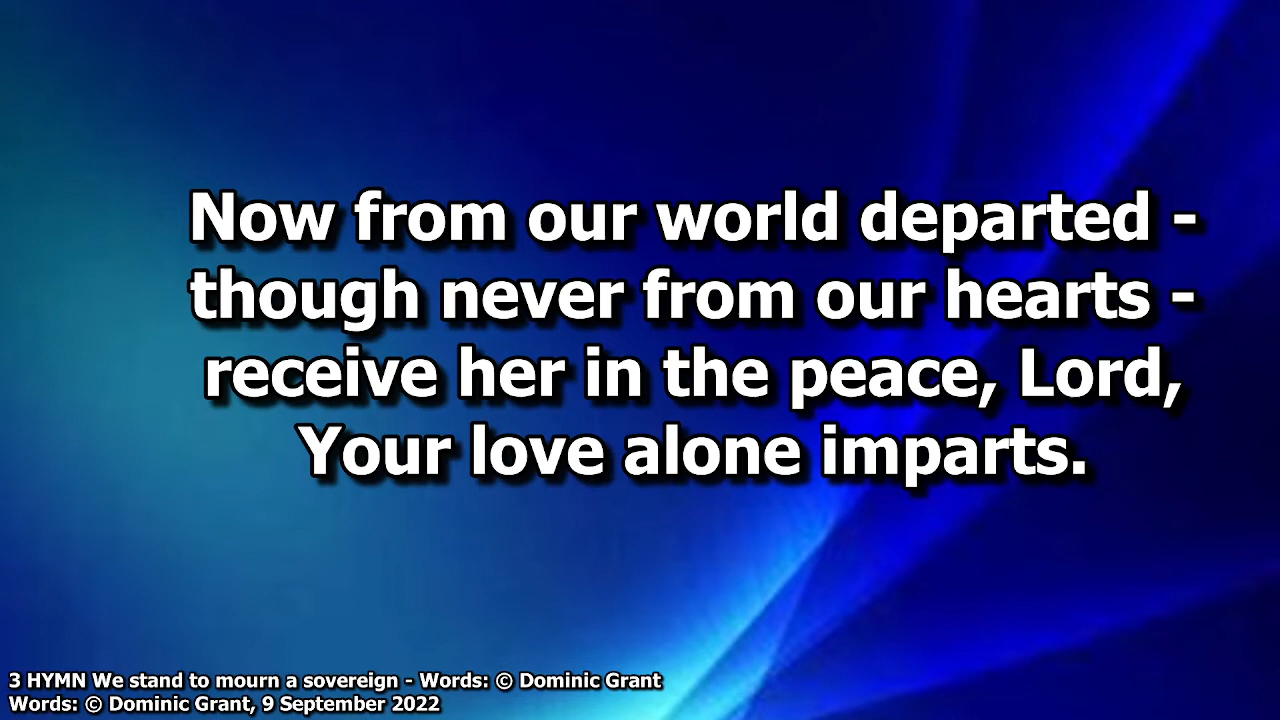 Now from our world departed -
though never from our hearts -
receive her in the peace, Lord,
Your love alone imparts.
3 HYMN We stand to mourn a sovereign - Words: © Dominic Grant
Words: © Dominic Grant, 9 September 2022